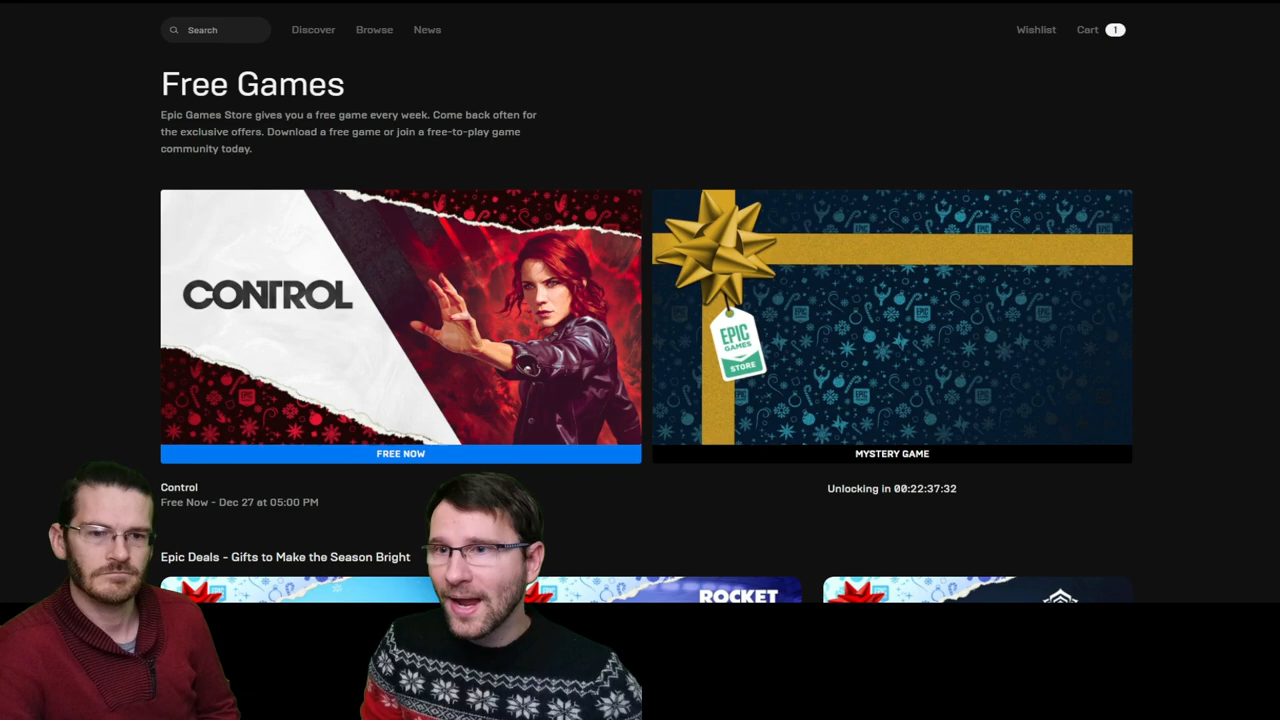 Search
Discover
Browse
News
Wishlist
Cart
1
Free Games
Epic Games Store gives you a free game every week. Come back often for
the exclusive offers. Download a free game or join a free-to-play game
community today.
CONTROL
EPIC
GAMES
STORE
FREE NOW
MYSTERY GAME
Control
Free Now - Dec 27 at 05:00 PM
Unlocking in 00:22:37:32
Epic Deals - Gifts to Make the Season Bright
ROCKET